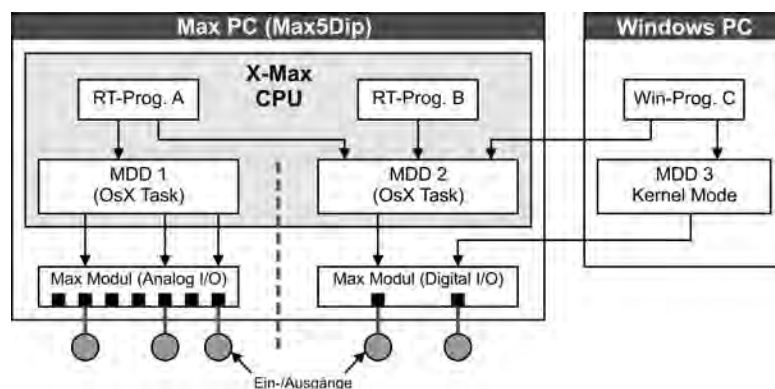 Max PC (Max5Dip)
Windows PC
X-Max
CPU
RT-Prog. A
RT-Prog. B
Win-Prog. C
MDD 1
(OsX Task)
MDD 2
(OsX Task)
MDD 3
Kernel Mode
Max Modul (Analog I/O)
Max Modul (Digital I/O)
Ein-/Ausgänge